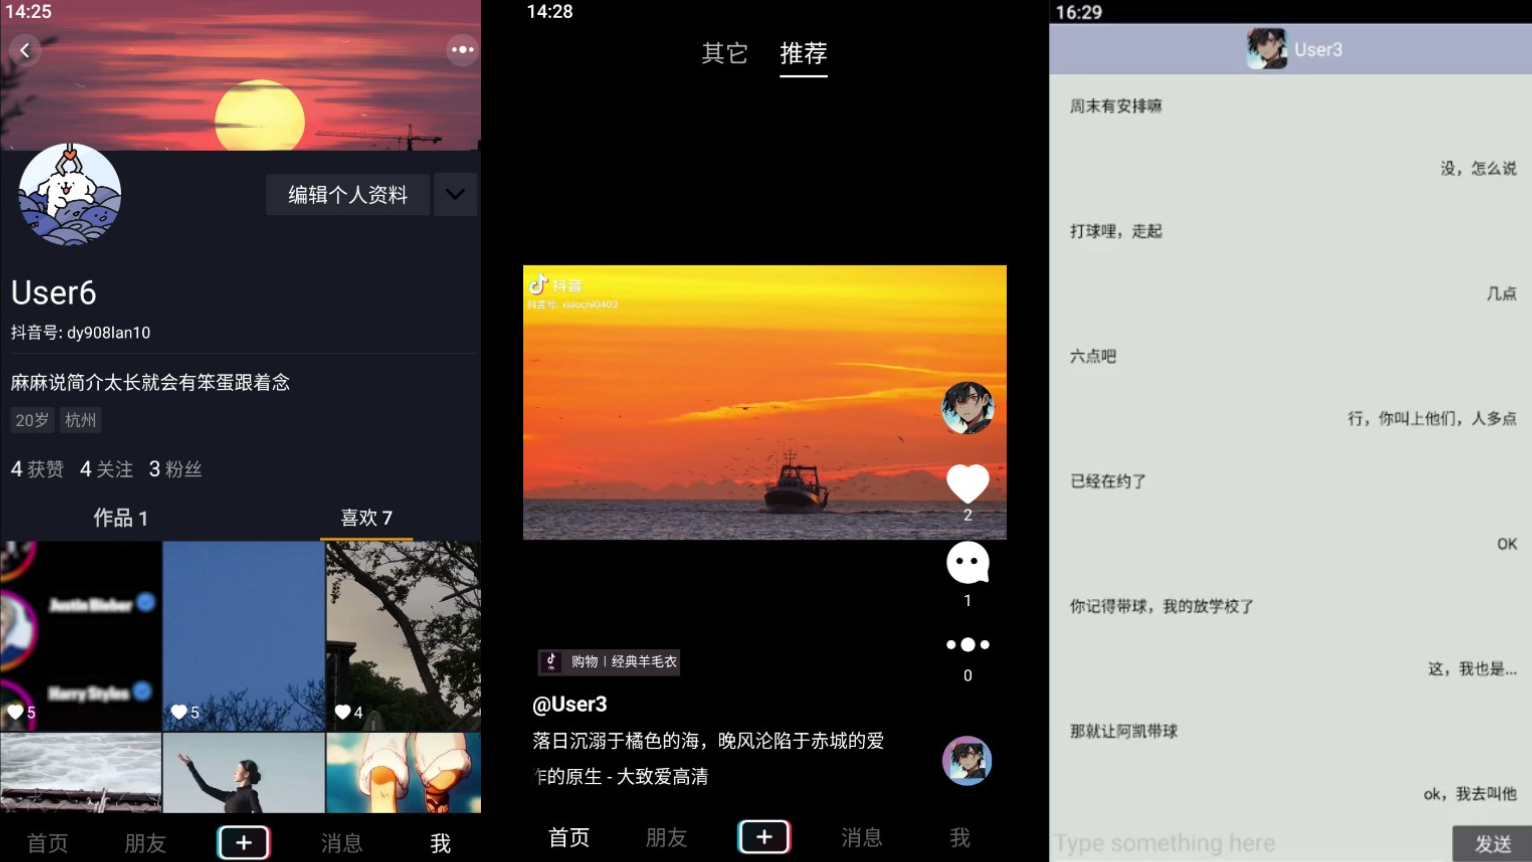 14:25
编辑个人资料
User6
抖音号: dy908lan10
麻麻说简介太长就会有笨蛋跟着念
20岁 杭州
4 获赞 4 关注 3 粉丝
作品 1 喜欢 7
Justin Bieber
Harry Styles
5 5 4
首页 朋友 消息 我
14:28
其它 推荐
抖音
抖音号: xiaochi0403
2
1
0
购物 | 经典羊毛衣
@User3
落日沉溺于橘色的海，晚风沦陷于赤城的爱
作的原生 - 大致爱高清
首页 朋友 消息 我
16:29
User3
周末有安排嘛
没，怎么说
打球哩，走起
几点
六点吧
行，你叫上他们，人多点
已经在约了
OK
你记得带球，我的放学校了
这，我也是...
那就让阿凯带球
ok，我去叫他
Type something here
发送